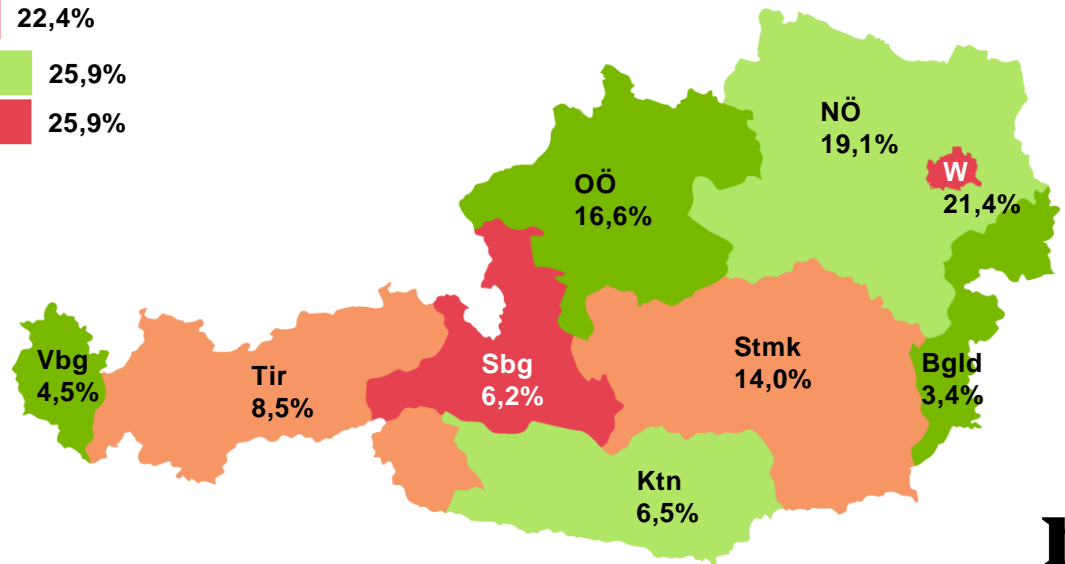 22,4%
25,9%
25,9%
NÖ
19,1%
W
21,4%
OÖ
16,6%
Vbg
4,5%
Tir
8,5%
Sbg
6,2%
Stmk
14,0%
Bgld
3,4%
Ktn
6,5%